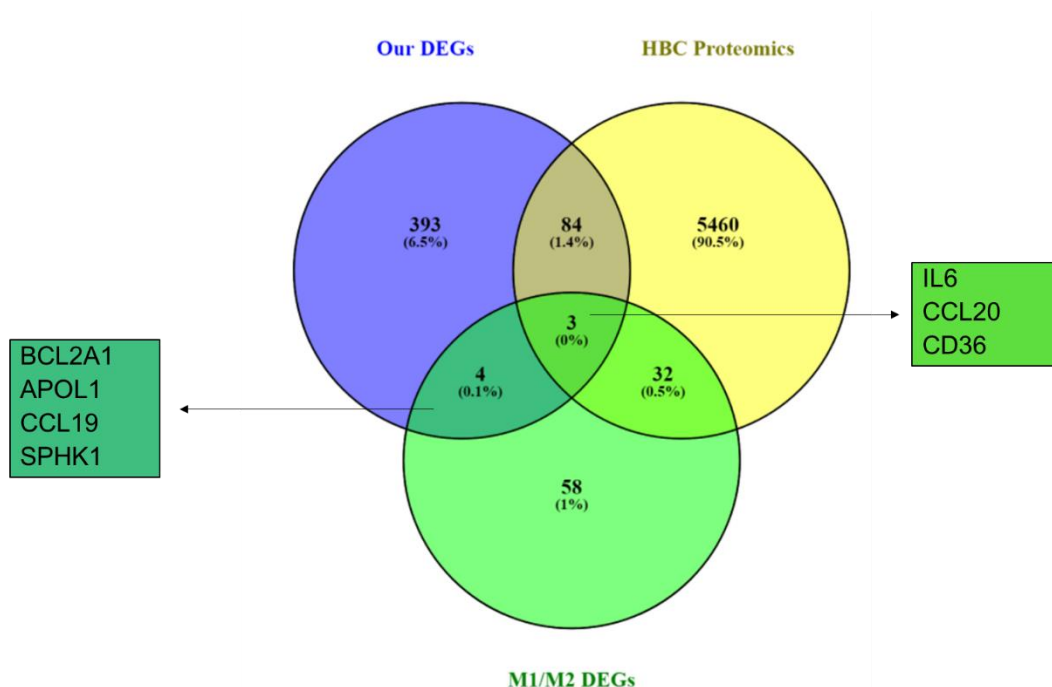 Our DEGs
HBC Proteomics
393
(6.5%)
84
(1.4%)
5460
(90.5%)
3
(0%)
4
(0.1%)
32
(0.5%)
58
(1%)
M1/M2 DEGs
BCL2A1
APOL1
CCL19
SPHK1
IL6
CCL20
CD36